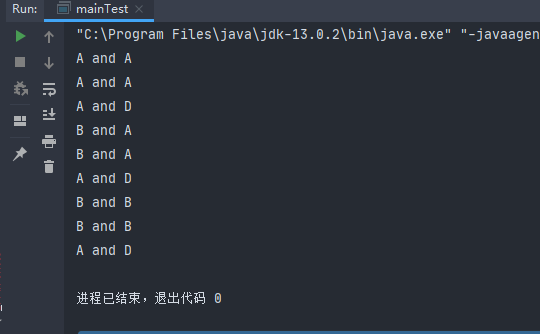 Run: mainTest
"C:\Program Files\java\jdk-13.0.2\bin\java.exe" "-javaagen
A and A
A and A
A and D
B and A
B and A
A and D
B and B
B and B
A and D
进程已结束，退出代码 0